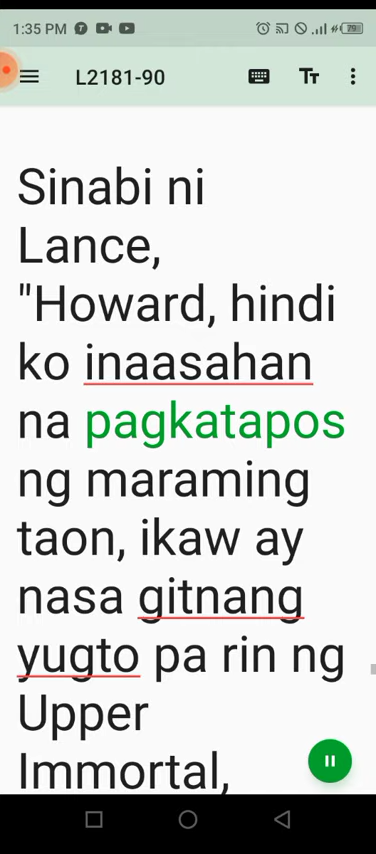 1:35 PM
79
L2181-90
Sinabi ni
Lance,
"Howard, hindi
ko inaasahan
na pagkatapos
ng maraming
taon, ikaw ay
nasa gitnang
yugto pa rin ng
Upper
Immortal,